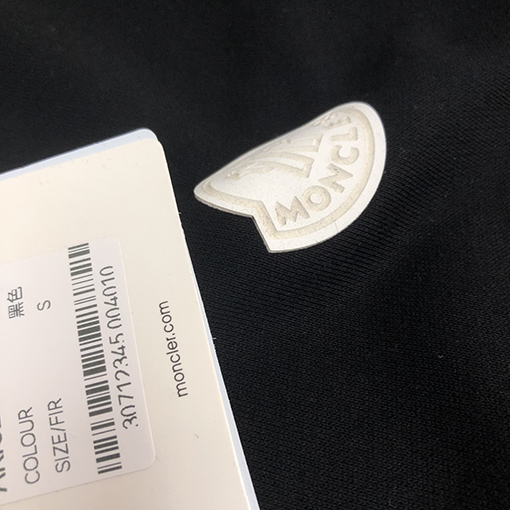 MONCL
moncler.com
30712345 004010
黑色
COLOUR
S
SIZE/FIR